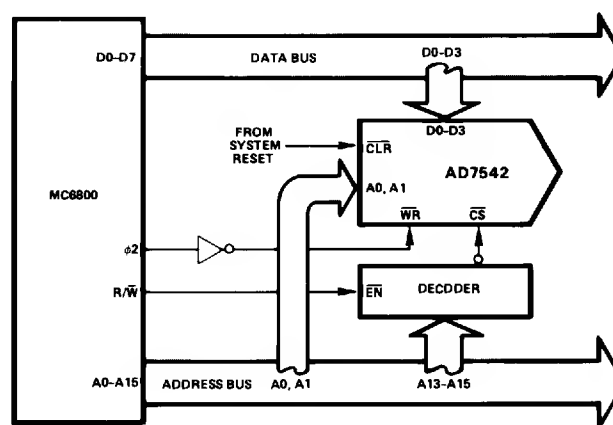 D0–D7
DATA BUS
D0–D3
FROM
SYSTEM
RESET
D0–D3
CLR
AD7542
A0, A1
MC6800
WR
CS
ϕ2
R/W
EN
DECDDER
A0–A15
ADDRESS BUS
A0, A1
A13–A15